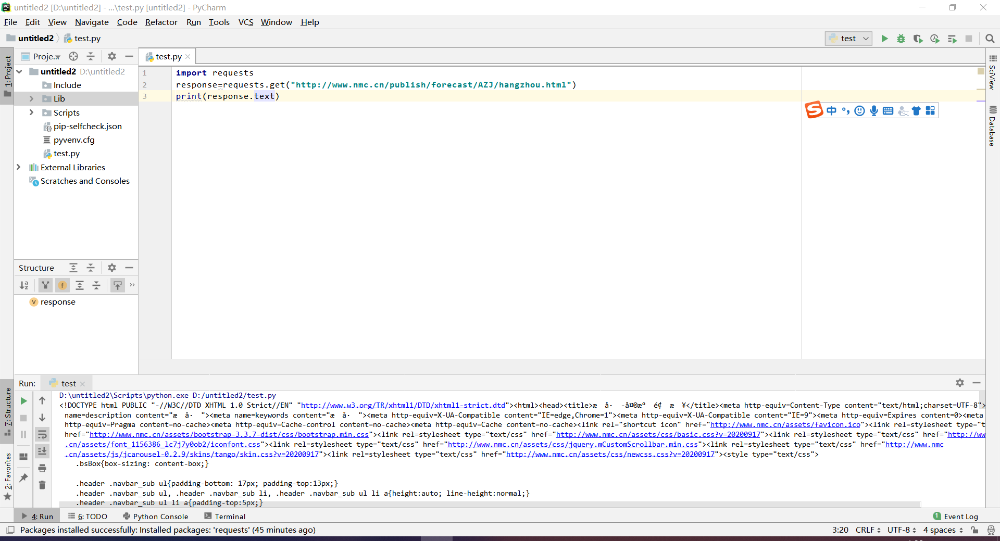 untitled2 [D:\untitled2] - ...\test.py [untitled2] - PyCharm
File Edit View Navigate Code Refactor Run Tools VCS Window Help
untitled2 test.py test
1: Project
Proje...
test.py
untitled2 D:\untitled2
Include
Lib
Scripts
pip-selfcheck.json
pyvenv.cfg
test.py
External Libraries
Scratches and Consoles
1 import requests
2 response=requests.get("http://www.nmc.cn/publish/forecast/AZJ/hangzhou.html")
3 print(response.text)
S 中 °,
SciView
Database
Structure
response
7: Structure
2: Favorites
Run: test
D:\untitled2\Scripts\python.exe D:/untitled2/test.py
<!DOCTYPE html PUBLIC "-//W3C//DTD XHTML 1.0 Strict//EN" "http://www.w3.org/TR/xhtml1/DTD/xhtml1-strict.dtd"><html><head><title>æ å· -å¤©æ° é¢ æ ¥</title><meta http-equiv=Content-Type content="text/html;charset=UTF-8">
name=description content="æ å· "><meta name=keywords content="æ å· "><meta http-equiv=X-UA-Compatible content="IE=edge,Chrome=1"><meta http-equiv=X-UA-Compatible content="IE=9"><meta http-equiv=Expires content=0><meta
http-equiv=Pragma content=no-cache><meta http-equiv=Cache-control content=no-cache><meta http-equiv=Cache content=no-cache><link rel="shortcut icon" href="http://www.nmc.cn/assets/favicon.ico"><link rel=stylesheet type="t
href="http://www.nmc.cn/assets/bootstrap-3.3.7-dist/css/bootstrap.min.css"><link rel=stylesheet type="text/css" href="http://www.nmc.cn/assets/css/basic.css?v=20200917"><link rel=stylesheet type="text/css" href="http://ww
.cn/assets/font_1156386_lc7j7y0ob2/iconfont.css"><link rel=stylesheet type="text/css" href="http://www.nmc.cn/assets/css/jquery.mCustomScrollbar.min.css"><link rel=stylesheet type="text/css" href="http://www.nmc
.cn/assets/js/jcarousel-0.2.9/skins/tango/skin.css?v=20200917"><link rel=stylesheet type="text/css" href="http://www.nmc.cn/assets/css/newcss.css?v=20200917"><style type="text/css">
.bsBox{box-sizing: content-box;}
.header .navbar_sub ul{padding-bottom: 17px; padding-top:13px;}
.header .navbar_sub ul, .header .navbar_sub li, .header .navbar_sub ul li a{height:auto; line-height:normal;}
.header .navbar_sub ul li a{padding-top:5px;}
4: Run 6: TODO Python Console Terminal 1 Event Log
Packages installed successfully: Installed packages: 'requests' (45 minutes ago) 3:20 CRLF UTF-8 4 spaces